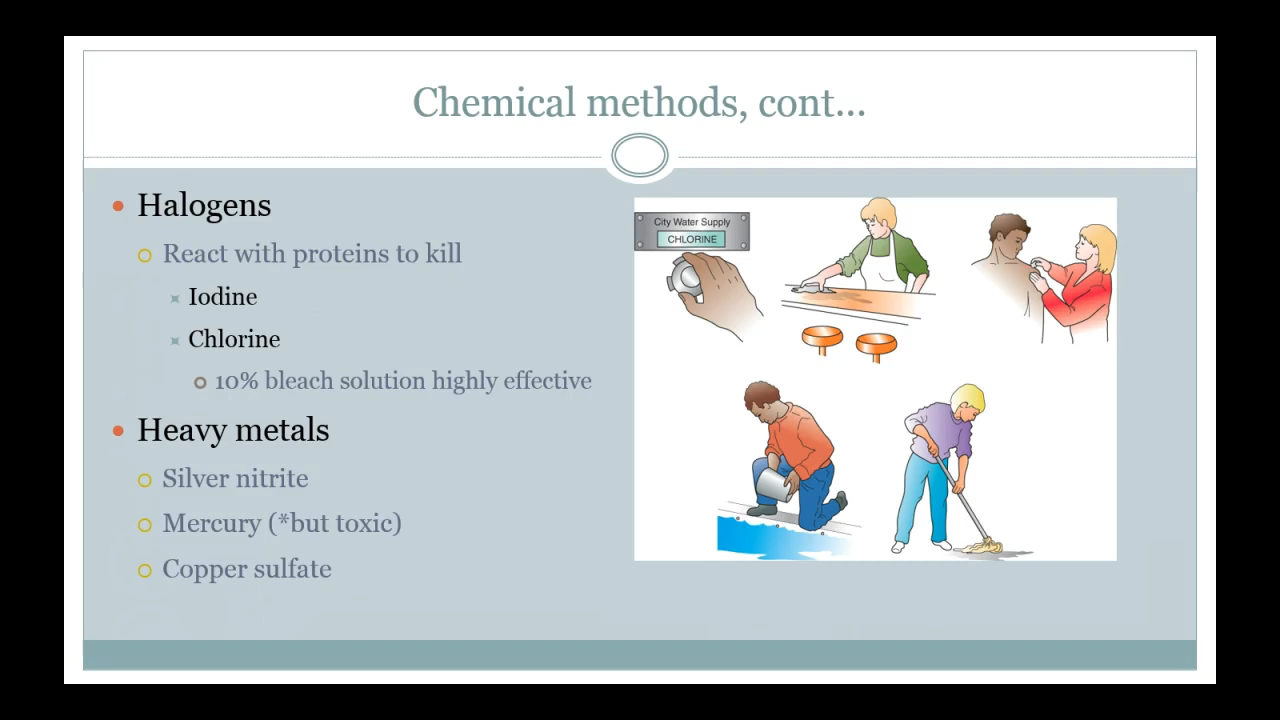 Chemical methods, cont...
Halogens
React with proteins to kill
Iodine
Chlorine
10% bleach solution highly effective
Heavy metals
Silver nitrite
Mercury (*but toxic)
Copper sulfate
City Water Supply
CHLORINE